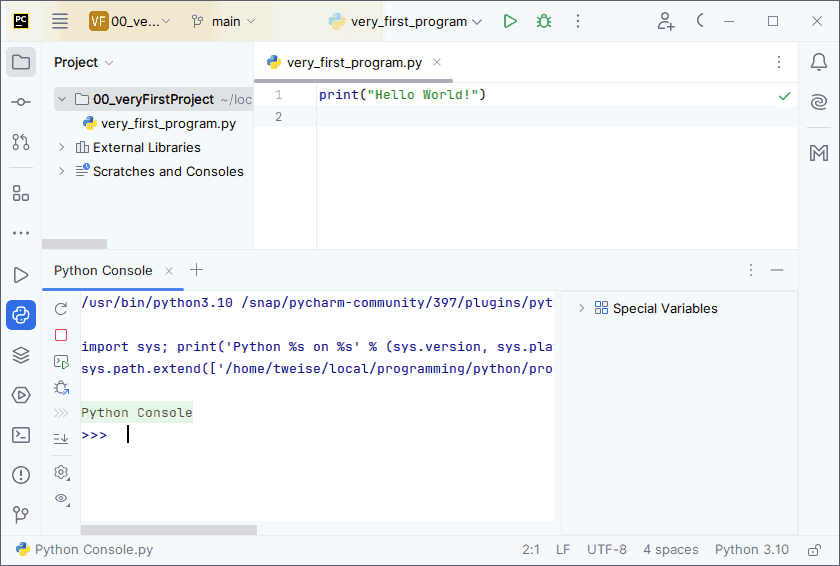 PC VF 00_ve... main very_first_program
Project
very_first_program.py
00_veryFirstProject ~/loc
very_first_program.py
External Libraries
Scratches and Consoles
1 print("Hello World!")
2
Python Console
/usr/bin/python3.10 /snap/pycharm-community/397/plugins/pyt
import sys; print('Python %s on %s' % (sys.version, sys.pla
sys.path.extend(['/home/tweise/local/programming/python/pro
Python Console
>>>
Special Variables
Python Console.py 2:1 LF UTF-8 4 spaces Python 3.10